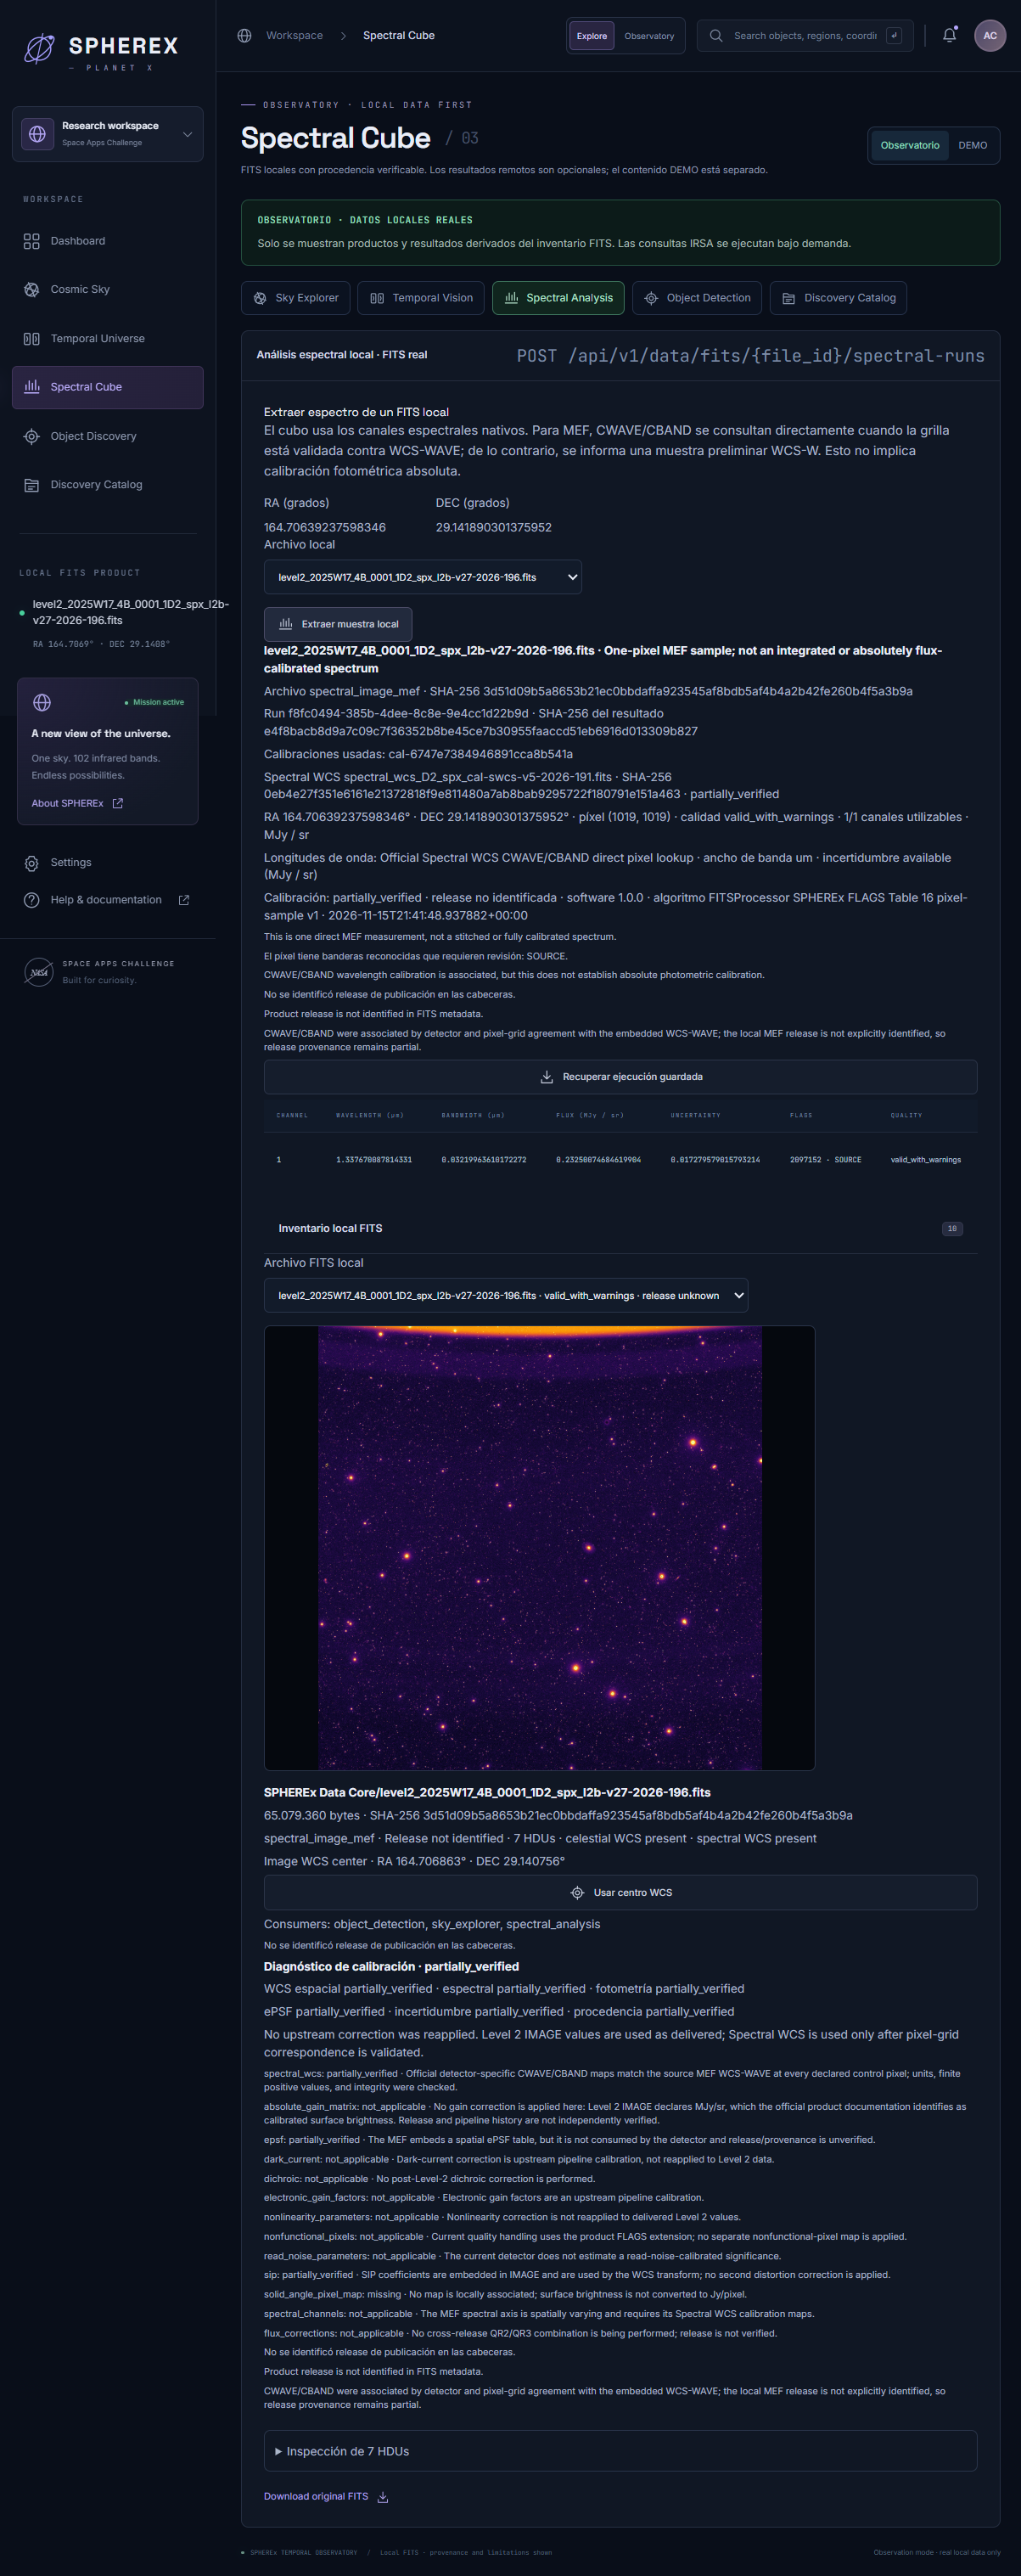 SPHEREX
— PLANET X
Research workspace
Space Apps Challenge
WORKSPACE
Dashboard
Cosmic Sky
Temporal Universe
Spectral Cube
Object Discovery
Discovery Catalog
LOCAL FITS PRODUCT
level2_2025W17_4B_0001_1D2_spx_l2b-
v27-2026-196.fits
RA 164.7069° · DEC 29.1408°
Mission active
A new view of the universe.
One sky. 102 infrared bands.
Endless possibilities.
About SPHEREx
Settings
Help & documentation
NASA
SPACE APPS CHALLENGE
Built for curiosity.
Workspace
Spectral Cube
Explore
Observatory
Search objects, regions, coordin
AC
OBSERVATORY · LOCAL DATA FIRST
Spectral Cube / 03
FITS locales con procedencia verificable. Los resultados remotos son opcionales; el contenido DEMO está separado.
Observatorio
DEMO
OBSERVATORIO · DATOS LOCALES REALES
Solo se muestran productos y resultados derivados del inventario FITS. Las consultas IRSA se ejecutan bajo demanda.
Sky Explorer
Temporal Vision
Spectral Analysis
Object Detection
Discovery Catalog
Análisis espectral local · FITS real
POST /api/v1/data/fits/{file_id}/spectral-runs
Extraer espectro de un FITS local
El cubo usa los canales espectrales nativos. Para MEF, CWAVE/CBAND se consultan directamente cuando la grilla
está validada contra WCS-WAVE; de lo contrario, se informa una muestra preliminar WCS-W. Esto no implica
calibración fotométrica absoluta.
RA (grados)
DEC (grados)
164.70639237598346
29.141890301375952
Archivo local
level2_2025W17_4B_0001_1D2_spx_l2b-v27-2026-196.fits
Extraer muestra local
level2_2025W17_4B_0001_1D2_spx_l2b-v27-2026-196.fits · One-pixel MEF sample; not an integrated or absolutely flux-
calibrated spectrum
Archivo spectral_image_mef · SHA-256 3d51d09b5a8653b21ec0bbdaffa923545af8bdb5af4b4a2b42fe260b4f5a3b9a
Run f8fc0494-385b-4dee-8c8e-9e4cc1d22b9d · SHA-256 del resultado
e4f8bacb8d9a7c09c7f36352b8be45ce7b30955faaccd51eb6916d013309b827
Calibraciones usadas: cal-6747e7384946891cca8b541a
Spectral WCS spectral_wcs_D2_spx_cal-swcs-v5-2026-191.fits · SHA-256
0eb4e27f351e6161e21372818f9e811480a7ab8bab9295722f180791e151a463 · partially_verified
RA 164.70639237598346° · DEC 29.141890301375952° · pixel (1019, 1019) · calidad valid_with_warnings · 1/1 canales utilizables ·
MJy / sr
Longitudes de onda: Official Spectral WCS CWAVE/CBAND direct pixel lookup · ancho de banda um · incertidumbre available
(MJy / sr)
Calibración: partially_verified · release no identificada · software 1.0.0 · algoritmo FITSProcessor SPHEREx FLAGS Table 16 pixel-
sample v1 · 2026-11-15T21:41:48.937882+00:00
This is one direct MEF measurement, not a stitched or fully calibrated spectrum.
El píxel tiene banderas reconocidas que requieren revisión: SOURCE.
CWAVE/CBAND wavelength calibration is associated, but this does not establish absolute photometric calibration.
No se identificó release de publicación en las cabeceras.
Product release is not identified in FITS metadata.
CWAVE/CBAND were associated by detector and pixel-grid agreement with the embedded WCS-WAVE; the local MEF release is not explicitly identified, so
release provenance remains partial.
Recuperar ejecución guardada
CHANNEL WAVELENGTH (μm) BANDWIDTH (μm) FLUX (MJy / sr) UNCERTAINTY FLAGS QUALITY
1 1.337670087814331 0.03219963610172272 0.23250074684619904 0.017279579015793214 2097152 · SOURCE valid_with_warnings
Inventario local FITS
10
Archivo FITS local
level2_2025W17_4B_0001_1D2_spx_l2b-v27-2026-196.fits · valid_with_warnings · release unknown
SPHEREx Data Core/level2_2025W17_4B_0001_1D2_spx_l2b-v27-2026-196.fits
65.079.360 bytes · SHA-256 3d51d09b5a8653b21ec0bbdaffa923545af8bdb5af4b4a2b42fe260b4f5a3b9a
spectral_image_mef · Release not identified · 7 HDUs · celestial WCS present · spectral WCS present
Image WCS center · RA 164.706863° · DEC 29.140756°
Usar centro WCS
Consumers: object_detection, sky_explorer, spectral_analysis
No se identificó release de publicación en las cabeceras.
Diagnóstico de calibración · partially_verified
WCS espacial partially_verified · espectral partially_verified · fotometría partially_verified
ePSF partially_verified · incertidumbre partially_verified · procedencia partially_verified
No upstream correction was reapplied. Level 2 IMAGE values are used as delivered; Spectral WCS is used only after pixel-grid
correspondence is validated.
spectral_wcs: partially_verified · Official detector-specific CWAVE/CBAND maps match the source MEF WCS-WAVE at every declared control pixel; units, finite
positive values, and integrity were checked.
absolute_gain_matrix: not_applicable · No gain correction is applied here: Level 2 IMAGE declares MJy/sr, which the official product documentation identifies as
calibrated surface brightness. Release and pipeline history are not independently verified.
epsf: partially_verified · The MEF embeds a spatial ePSF table, but it is not consumed by the detector and release/provenance is unverified.
dark_current: not_applicable · Dark-current correction is upstream pipeline calibration, not reapplied to Level 2 data.
dichroic: not_applicable · No post-Level-2 dichroic correction is performed.
electronic_gain_factors: not_applicable · Electronic gain factors are an upstream pipeline calibration.
nonlinearity_parameters: not_applicable · Nonlinearity correction is not reapplied to delivered Level 2 values.
nonfunctional_pixels: not_applicable · Current quality handling uses the product FLAGS extension; no separate nonfunctional-pixel map is applied.
read_noise_parameters: not_applicable · The current detector does not estimate a read-noise-calibrated significance.
sip: partially_verified · SIP coefficients are embedded in IMAGE and are used by the WCS transform; no second distortion correction is applied.
solid_angle_pixel_map: missing · No map is locally associated; surface brightness is not converted to Jy/pixel.
spectral_channels: not_applicable · The MEF spectral axis is spatially varying and requires its Spectral WCS calibration maps.
flux_corrections: not_applicable · No cross-release QR2/QR3 combination is being performed; release is not verified.
No se identificó release de publicación en las cabeceras.
Product release is not identified in FITS metadata.
CWAVE/CBAND were associated by detector and pixel-grid agreement with the embedded WCS-WAVE; the local MEF release is not explicitly identified, so
release provenance remains partial.
Inspección de 7 HDUs
Download original FITS
SPHEREx TEMPORAL OBSERVATORY / Local FITS · provenance and limitations shown
Observation mode · real local data only